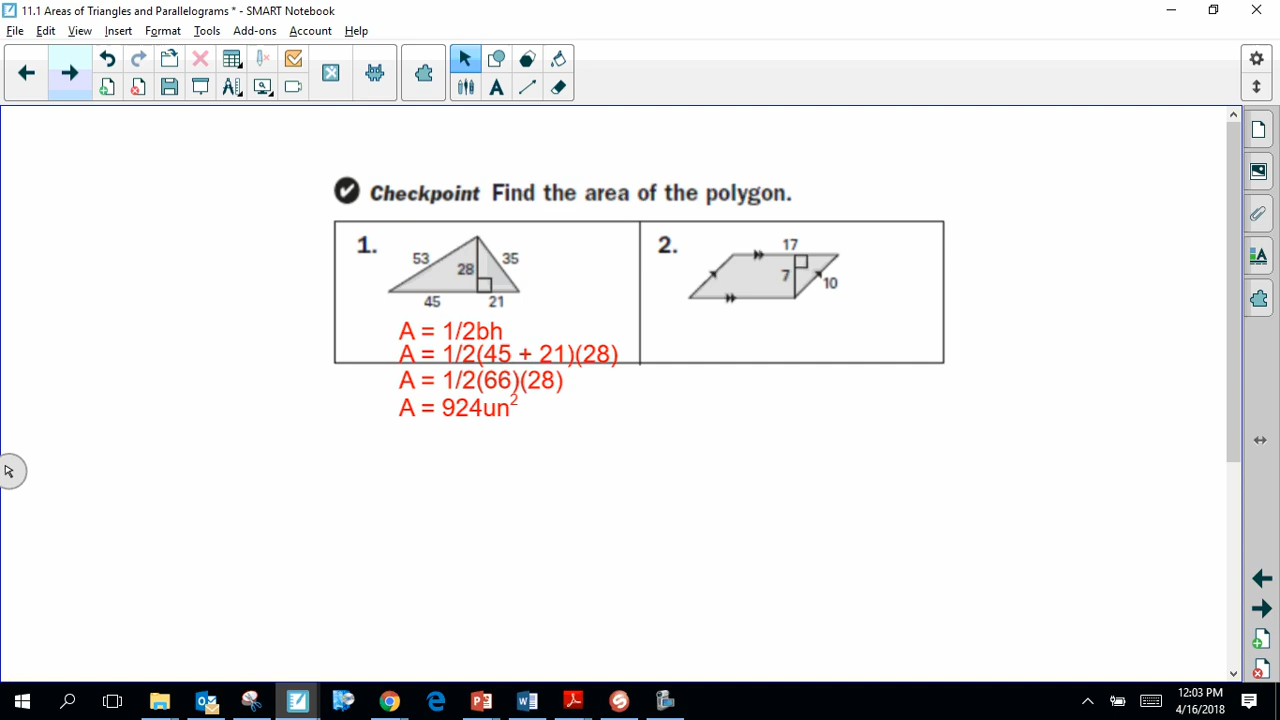 11.1 Areas of Triangles and Parallelograms * - SMART Notebook
File Edit View Insert Format Tools Add-ons Account Help
Checkpoint Find the area of the polygon.
1.
53
28
35
45
21
A = 1/2bh
A = 1/2(45 + 21)(28)
A = 1/2(66)(28)
A = 924un²
2.
17
7
10
12:03 PM
4/16/2018